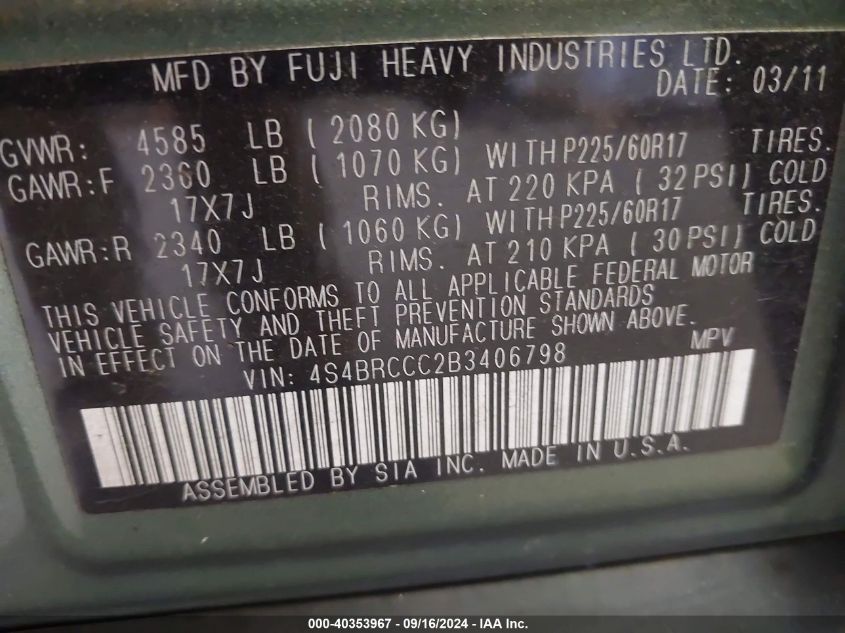 MFD BY FUJI HEAVY INDUSTRIES LTD.
DATE: 03/11
GVWR: 4585 LB ( 2080 KG)
GAWR:F 2360 LB ( 1070 KG) WITH P225/60R17 TIRES.
17X7J RIMS. AT 220 KPA ( 32 PSI) COLD
GAWR:R 2340 LB ( 1060 KG) WITH P225/60R17 TIRES.
17X7J RIMS. AT 210 KPA ( 30 PSI) COLD
THIS VEHICLE CONFORMS TO ALL APPLICABLE FEDERAL MOTOR
VEHICLE SAFETY AND THEFT PREVENTION STANDARDS
IN EFFECT ON THE DATE OF MANUFACTURE SHOWN ABOVE.
VIN: 4S4BRCCC2B3406798 MPV
ASSEMBLED BY SIA INC. MADE IN U.S.A.
000-40353967 - 09/16/2024 - IAA Inc.